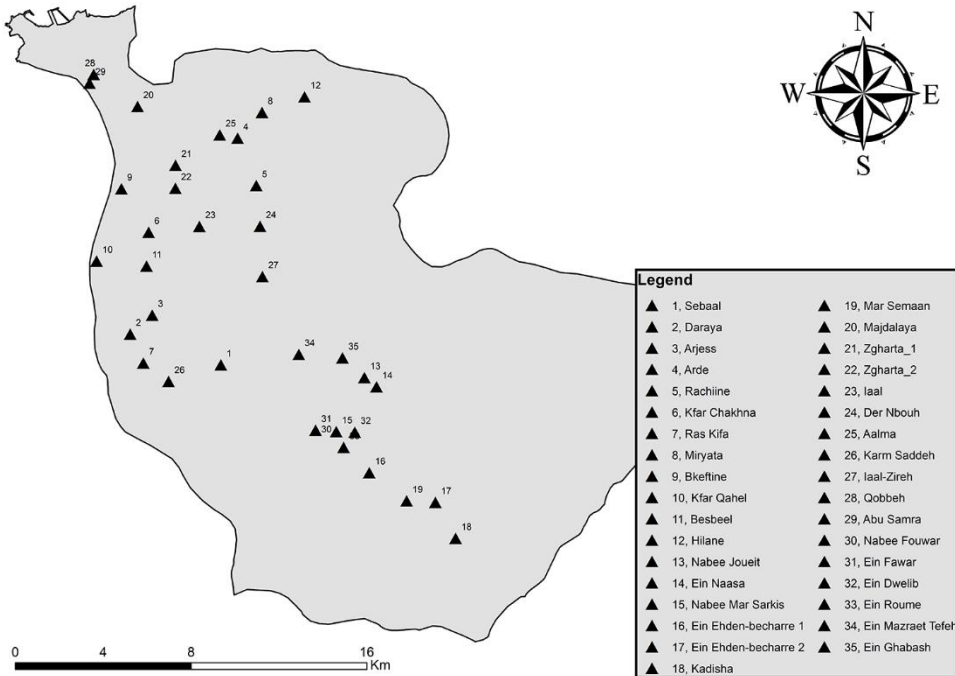 28
29
20
12
8
25
4
21
22
9
5
6
23
24
10
11
27
3
2
7
26
1
34
35
13
14
31
30
15
32
16
19
17
18
N
W E
S
Legend
1, Sebaal
2, Daraya
3, Arjess
4, Arde
5, Rachiine
6, Kfar Chakhna
7, Ras Kifa
8, Miryata
9, Bkeftine
10, Kfar Qahel
11, Besbeel
12, Hilane
13, Nabee Joueit
14, Ein Naasa
15, Nabee Mar Sarkis
16, Ein Ehden-becharre 1
17, Ein Ehden-becharre 2
18, Kadisha
19, Mar Semaan
20, Majdalaya
21, Zgharta_1
22, Zgharta_2
23, Iaal
24, Der Nbouh
25, Aalma
26, Karm Saddeh
27, Iaal-Zireh
28, Qobbeh
29, Abu Samra
30, Nabee Fouwar
31, Ein Fawar
32, Ein Dwelib
33, Ein Roume
34, Ein Mazraet Tefeh
35, Ein Ghabash
0 8 16
Km